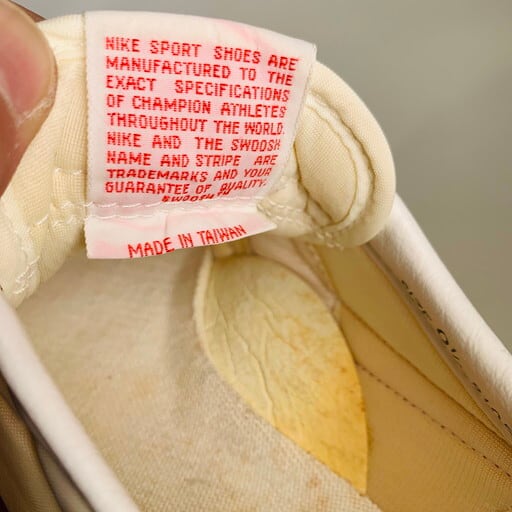 NIKE SPORT SHOES ARE
MANUFACTURED TO THE
EXACT SPECIFICATIONS
OF CHAMPION ATHLETES
THROUGHOUT THE WORLD.
NIKE AND THE SWOOSH
NAME AND STRIPE ARE
TRADEMARKS AND YOUR
GUARANTEE OF QUALITY.
SWOOSH
MADE IN TAIWAN